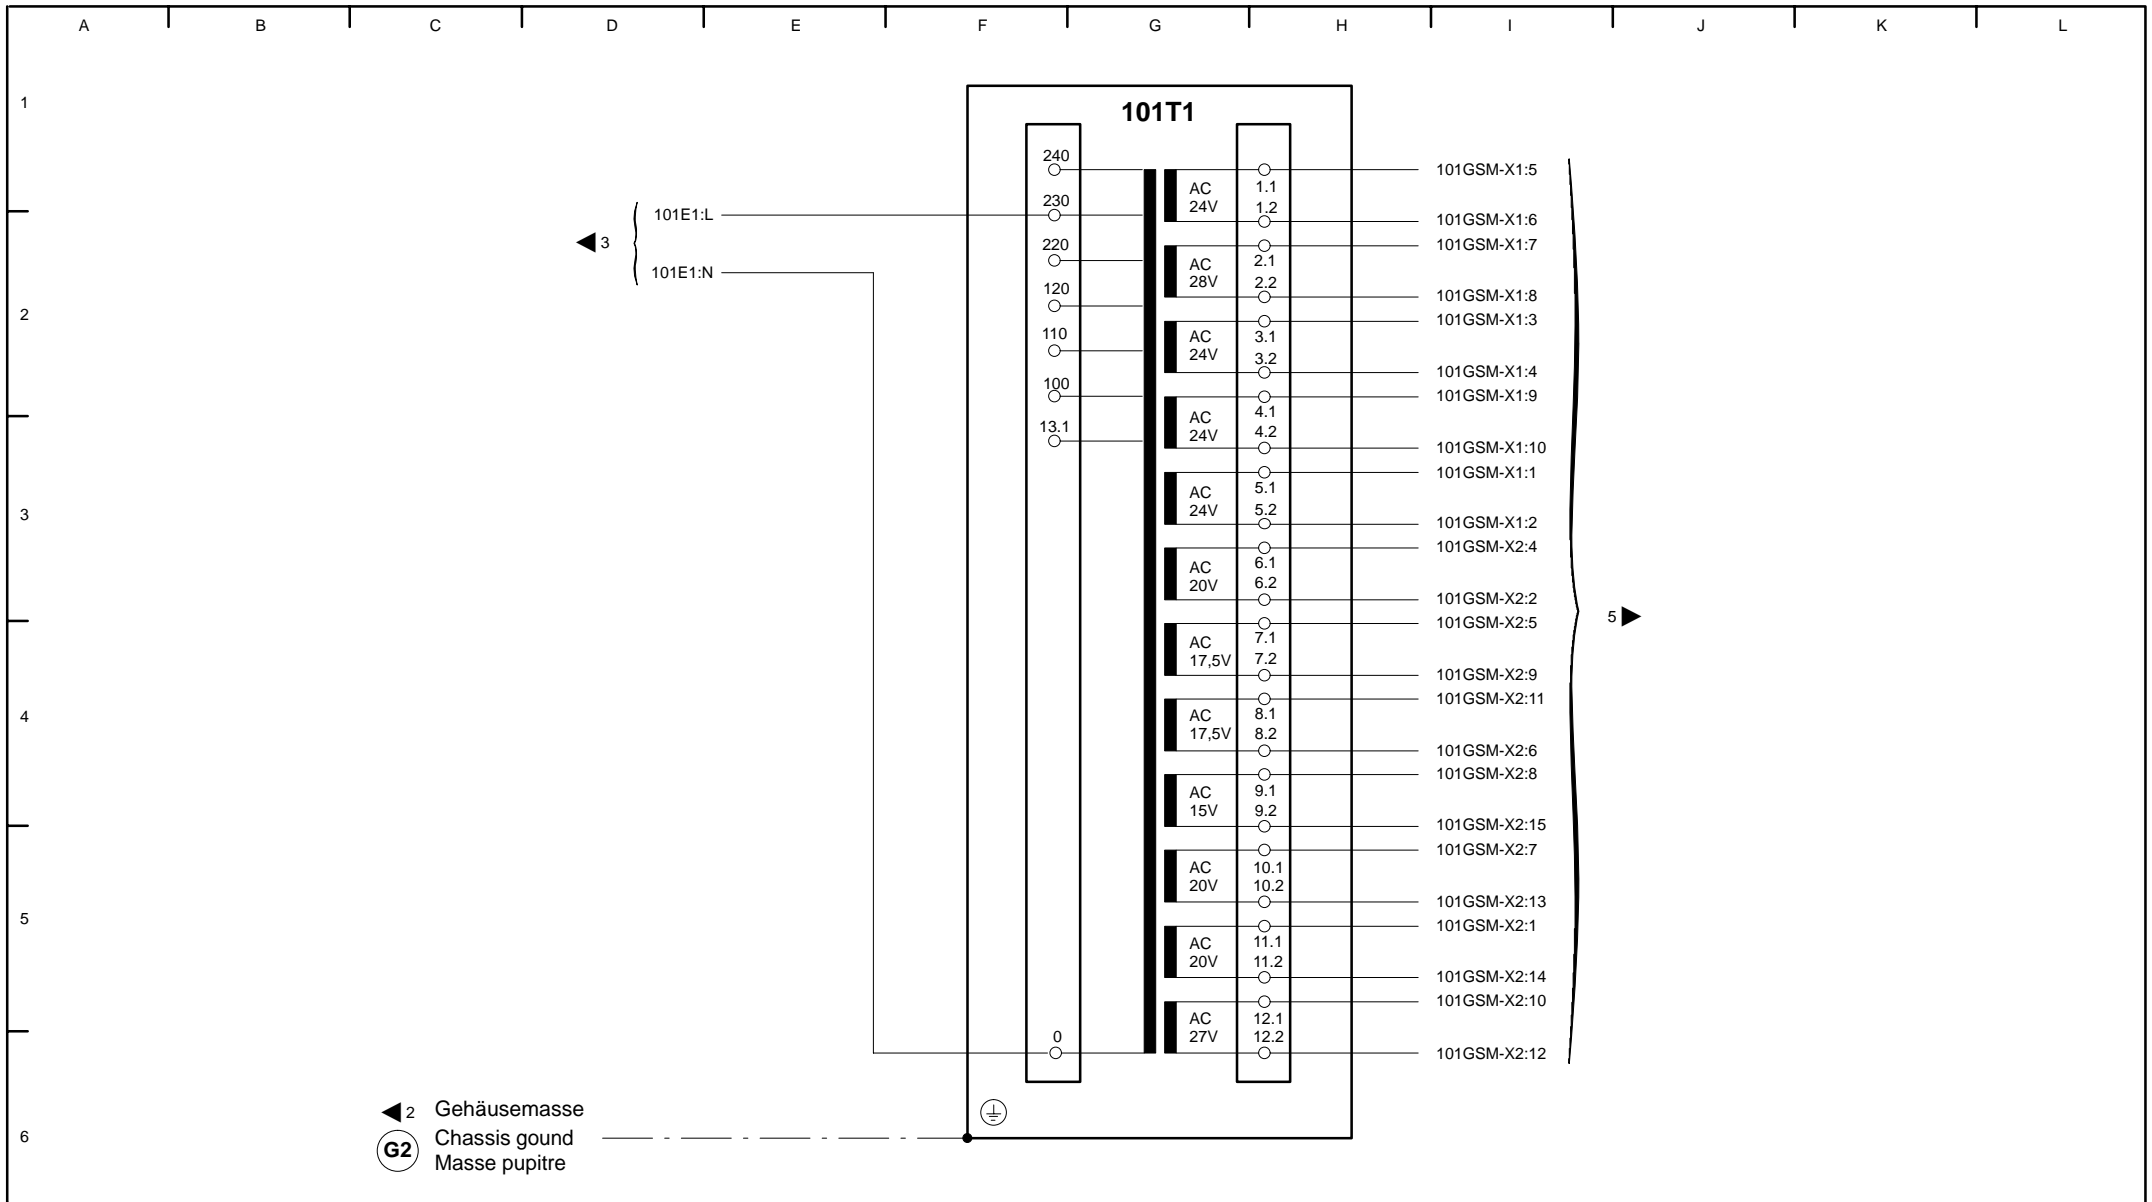 A B C D E F G H I J K L
1
2
3
4
5
6
101T1
240
230
220
120
110
100
13.1
0
101E1:L
101E1:N
3
AC
24V
1.1
1.2
101GSM-X1:5
101GSM-X1:6
AC
28V
2.1
2.2
101GSM-X1:7
101GSM-X1:8
AC
24V
3.1
3.2
101GSM-X1:3
101GSM-X1:4
AC
24V
4.1
4.2
101GSM-X1:9
101GSM-X1:10
AC
24V
5.1
5.2
101GSM-X1:1
101GSM-X1:2
AC
20V
6.1
6.2
101GSM-X2:4
101GSM-X2:2
AC
17,5V
7.1
7.2
101GSM-X2:5
101GSM-X2:9
AC
17,5V
8.1
8.2
101GSM-X2:11
101GSM-X2:6
AC
15V
9.1
9.2
101GSM-X2:8
101GSM-X2:15
AC
20V
10.1
10.2
101GSM-X2:7
101GSM-X2:13
AC
20V
11.1
11.2
101GSM-X2:1
101GSM-X2:14
AC
27V
12.1
12.2
101GSM-X2:10
101GSM-X2:12
5
2 Gehäusemasse
G2 Chassis gound
Masse pupitre